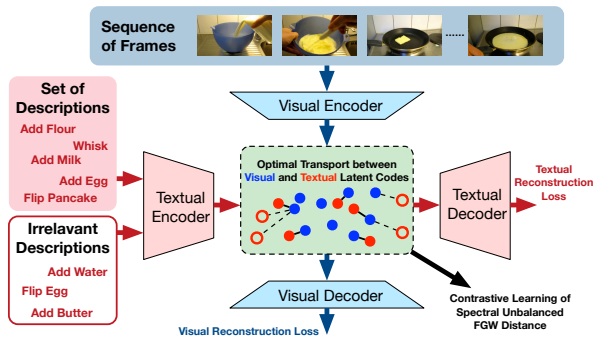 Sequence
of Frames
......
Visual Encoder
Set of
Descriptions
Add Flour
Whisk
Add Milk
Add Egg
Flip Pancake
Irrelavant
Descriptions
Add Water
Flip Egg
Add Butter
Textual
Encoder
Optimal Transport between
Visual and Textual Latent Codes
Textual
Decoder
Textual
Reconstruction
Loss
Visual Decoder
Visual Reconstruction Loss
Contrastive Learning of
Spectral Unbalanced
FGW Distance